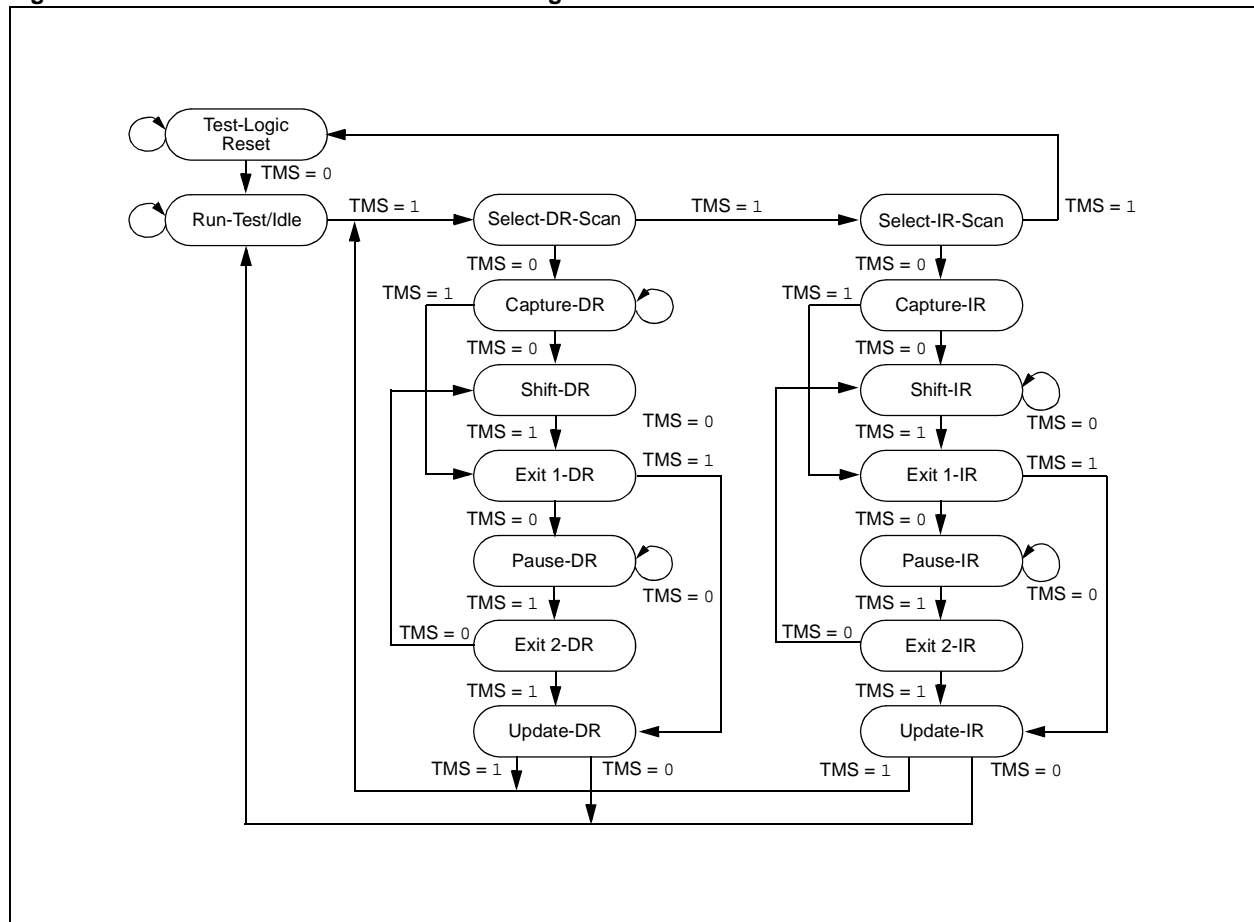 Test-Logic
Reset
TMS = 0
Run-Test/Idle
TMS = 1
Select-DR-Scan
TMS = 1
Select-IR-Scan
TMS = 1
TMS = 0
TMS = 0
TMS = 1
Capture-DR
TMS = 1
Capture-IR
TMS = 0
TMS = 0
Shift-DR
Shift-IR
TMS = 1
TMS = 0
TMS = 1
TMS = 0
Exit 1-DR
TMS = 1
Exit 1-IR
TMS = 1
TMS = 0
TMS = 0
Pause-DR
Pause-IR
TMS = 1
TMS = 0
TMS = 1
TMS = 0
TMS = 0
Exit 2-DR
TMS = 0
Exit 2-IR
TMS = 1
TMS = 1
Update-DR
Update-IR
TMS = 1
TMS = 0
TMS = 1
TMS = 0